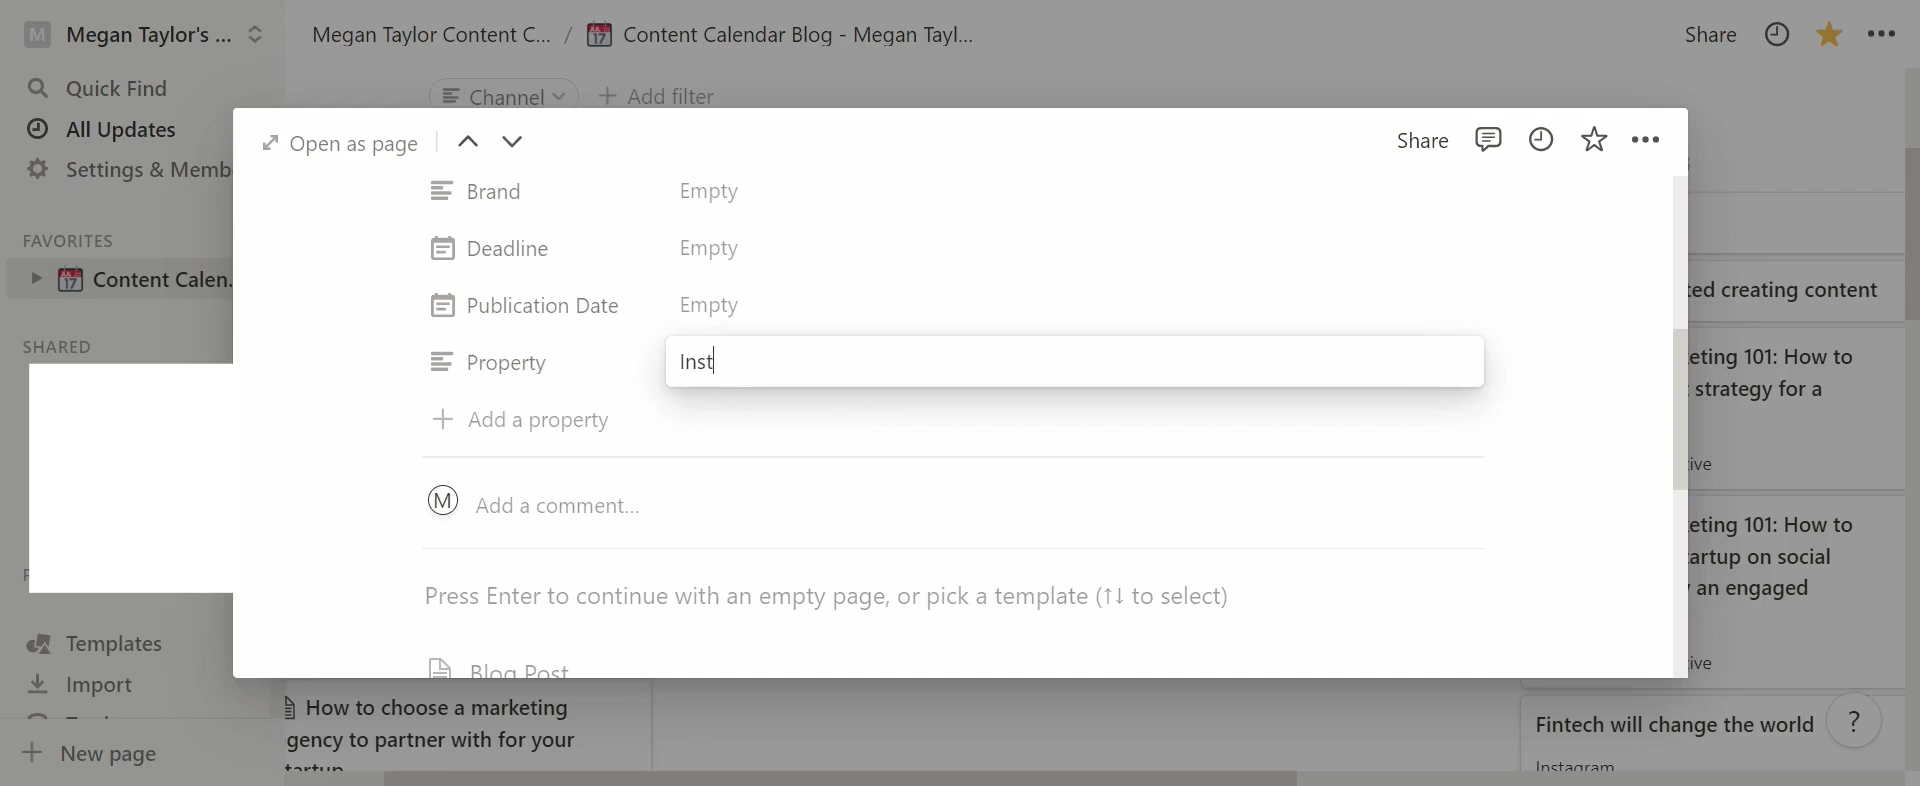 M Megan Taylor's ...
Megan Taylor Content C... / 17 Content Calendar Blog - Megan Tayl...
Share
Quick Find
Channel
Add filter
All Updates
Open as page
Share
Settings & Memb
Brand
Empty
FAVORITES
Deadline
Empty
17 Content Calen.
ted creating content
Publication Date
Empty
SHARED
Property
Inst
eting 101: How to
strategy for a
Add a property
ive
M Add a comment...
eting 101: How to
artup on social
an engaged
Press Enter to continue with an empty page, or pick a template (↑↓ to select)
Templates
ive
Blog Post
Import
How to choose a marketing
gency to partner with for your
Fintech will change the world
?
New page
Instagram